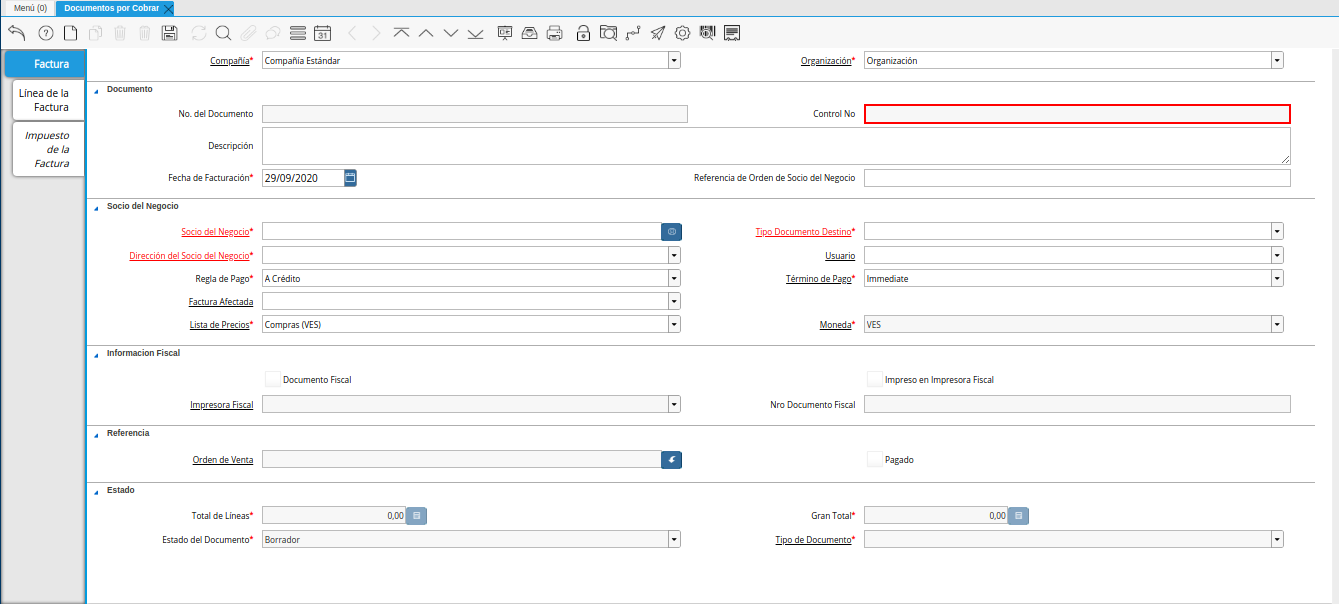 Menú (0) Documentos por Cobrar
31
Factura
Línea de la
Factura
Impuesto
de la
Factura
Compañía* Compañía Estándar Organización* Organización
Documento
No. del Documento Control No
Descripción
Fecha de Facturación* 29/09/2020 Referencia de Orden de Socio del Negocio
Socio del Negocio
Socio del Negocio* Tipo Documento Destino*
Dirección del Socio del Negocio* Usuario
Regla de Pago* A Crédito Término de Pago* Immediate
Factura Afectada
Lista de Precios* Compras (VES) Moneda* VES
Informacion Fiscal
Documento Fiscal Impreso en Impresora Fiscal
Impresora Fiscal Nro Documento Fiscal
Referencia
Orden de Venta Pagado
Estado
Total de Líneas* 0,00 Gran Total* 0,00
Estado del Documento* Borrador Tipo de Documento*